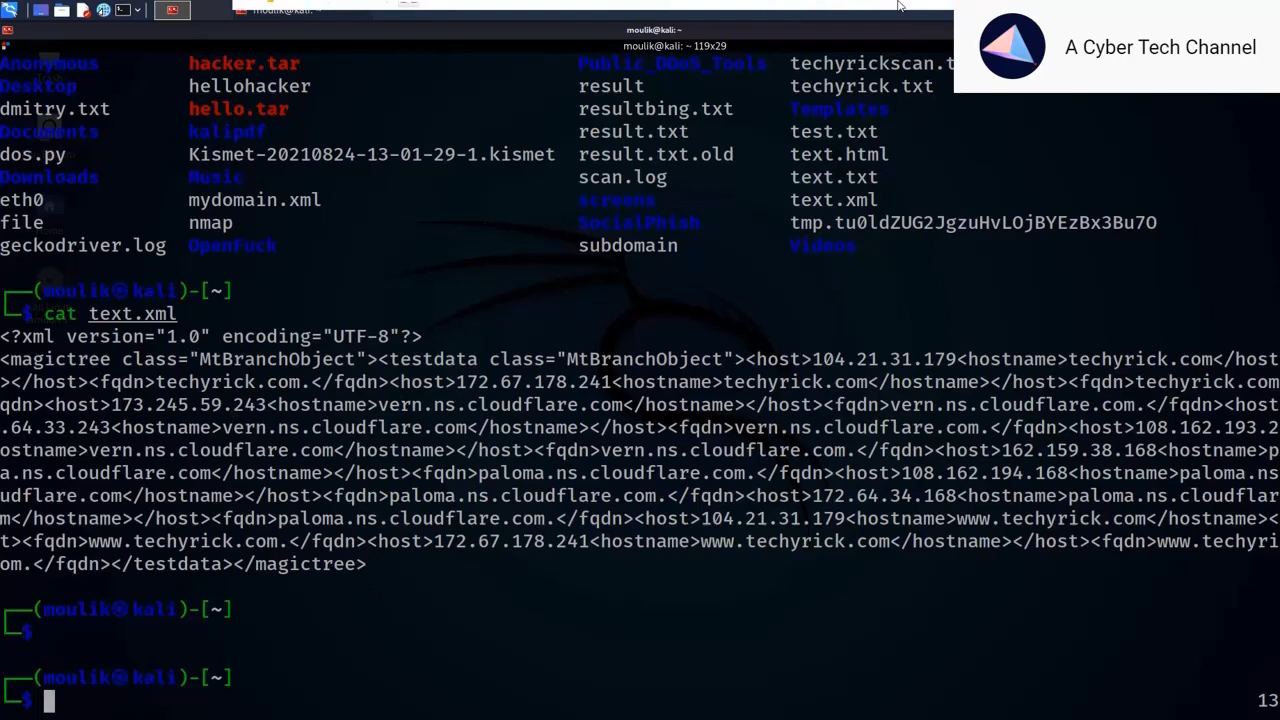 moulik@kali: ~
moulik@kali: ~
moulik@kali: ~ 119x29
A Cyber Tech Channel
Anonymous hacker.tar Public_DDoS_Tools techyrickscan.t
Desktop hellohacker result techyrick.txt
dmitry.txt hello.tar resultbing.txt Templates
Documents kalipdf result.txt test.txt
dos.py Kismet-20210824-13-01-29-1.kismet result.txt.old text.html
Downloads Music scan.log text.txt
eth0 mydomain.xml screens text.xml
file nmap SocialPhish tmp.tu0ldZUG2JgzuHvLOjBYEzBx3Bu7O
geckodriver.log OpenFuck subdomain Videos
┌──(moulik㉿kali)-[~]
└─$ cat text.xml
<?xml version="1.0" encoding="UTF-8"?>
<magictree class="MtBranchObject"><testdata class="MtBranchObject"><host>104.21.31.179<hostname>techyrick.com</host
></host><fqdn>techyrick.com.</fqdn><host>172.67.178.241<hostname>techyrick.com</hostname></host><fqdn>techyrick.com
qdn><host>173.245.59.243<hostname>vern.ns.cloudflare.com</hostname></host><fqdn>vern.ns.cloudflare.com.</fqdn><host
.64.33.243<hostname>vern.ns.cloudflare.com</hostname></host><fqdn>vern.ns.cloudflare.com.</fqdn><host>108.162.193.2
ostname>vern.ns.cloudflare.com</hostname></host><fqdn>vern.ns.cloudflare.com.</fqdn><host>162.159.38.168<hostname>p
a.ns.cloudflare.com</hostname></host><fqdn>paloma.ns.cloudflare.com.</fqdn><host>108.162.194.168<hostname>paloma.ns
udflare.com</hostname></host><fqdn>paloma.ns.cloudflare.com.</fqdn><host>172.64.34.168<hostname>paloma.ns.cloudflar
m</hostname></host><fqdn>paloma.ns.cloudflare.com.</fqdn><host>104.21.31.179<hostname>www.techyrick.com</hostname><
t><fqdn>www.techyrick.com.</fqdn><host>172.67.178.241<hostname>www.techyrick.com</hostname></host><fqdn>www.techyri
om.</fqdn></testdata></magictree>
┌──(moulik㉿kali)-[~]
└─$
┌──(moulik㉿kali)-[~]
└─$
13